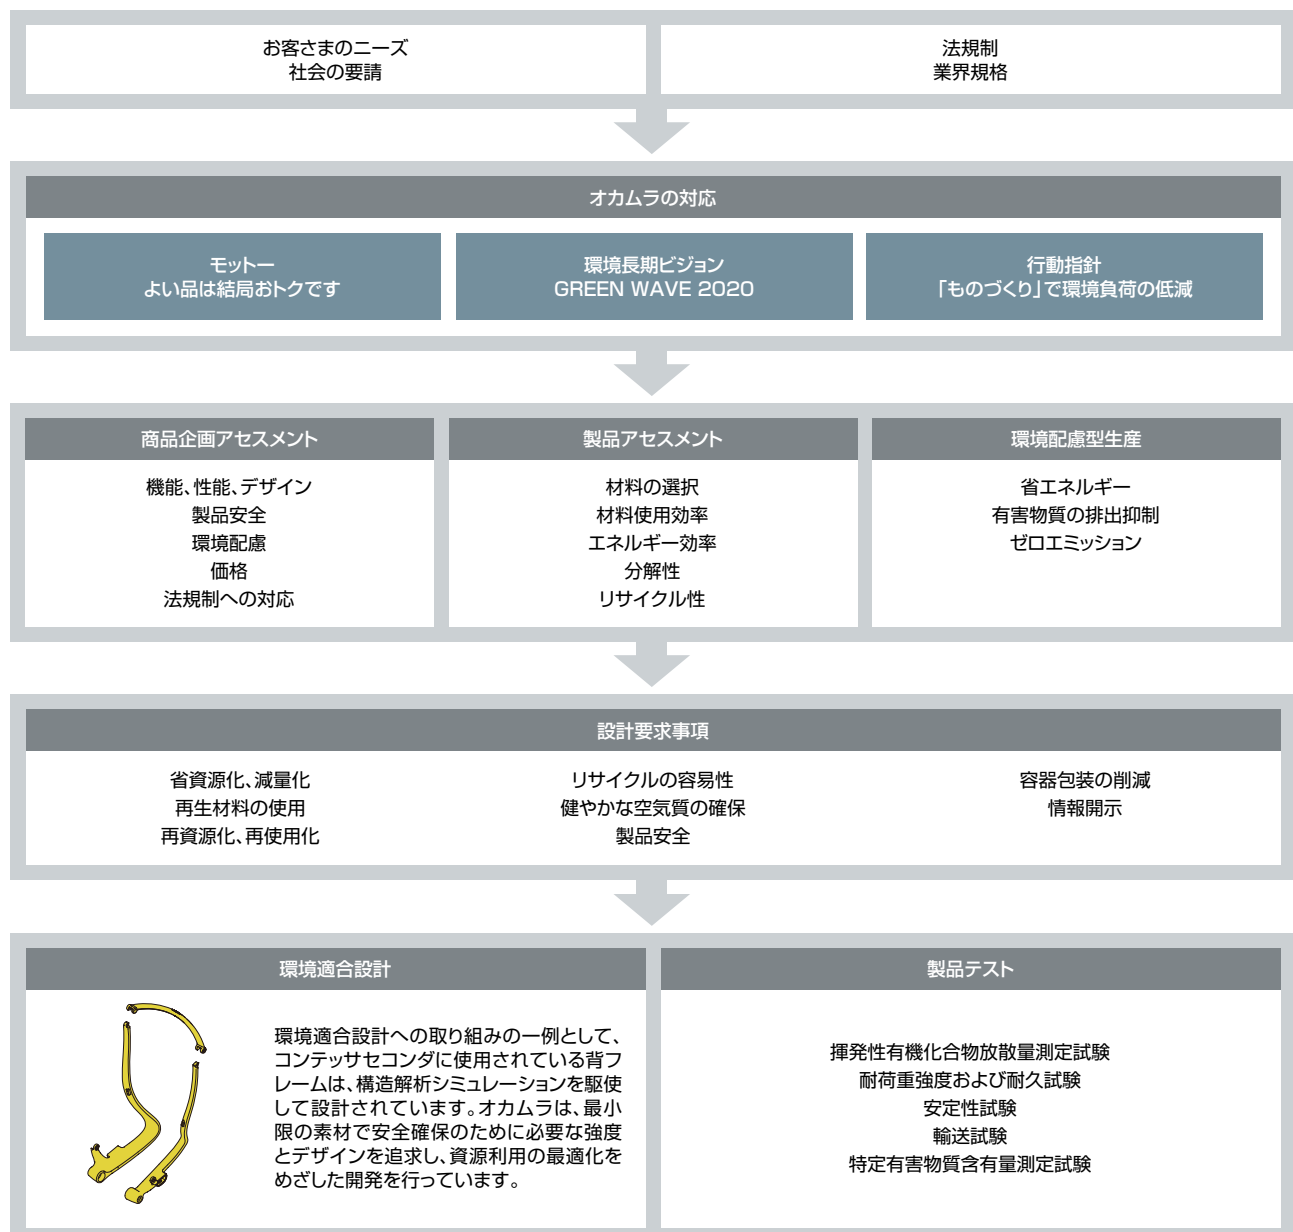 お客さまのニーズ
社会の要請
法規制
業界規格
オカムラの対応
モットー
よい品は結局おトクです
環境長期ビジョン
GREEN WAVE 2020
行動指針
「ものづくり」で環境負荷の低減
商品企画アセスメント
機能、性能、デザイン
製品安全
環境配慮
価格
法規制への対応
製品アセスメント
材料の選択
材料使用効率
エネルギー効率
分解性
リサイクル性
環境配慮型生産
省エネルギー
有害物質の排出抑制
ゼロエミッション
設計要求事項
省資源化、減量化
再生材料の使用
再資源化、再使用化
リサイクルの容易性
健やかな空気質の確保
製品安全
容器包装の削減
情報開示
環境適合設計
環境適合設計への取り組みの一例として、
コンテッサセコンダに使用されている背フ
レームは、構造解析シミュレーションを駆使
して設計されています。オカムラは、最小
限の素材で安全確保のために必要な強度
とデザインを追求し、資源利用の最適化を
めざした開発を行っています。
製品テスト
揮発性有機化合物放散量測定試験
耐荷重強度および耐久試験
安定性試験
輸送試験
特定有害物質含有量測定試験